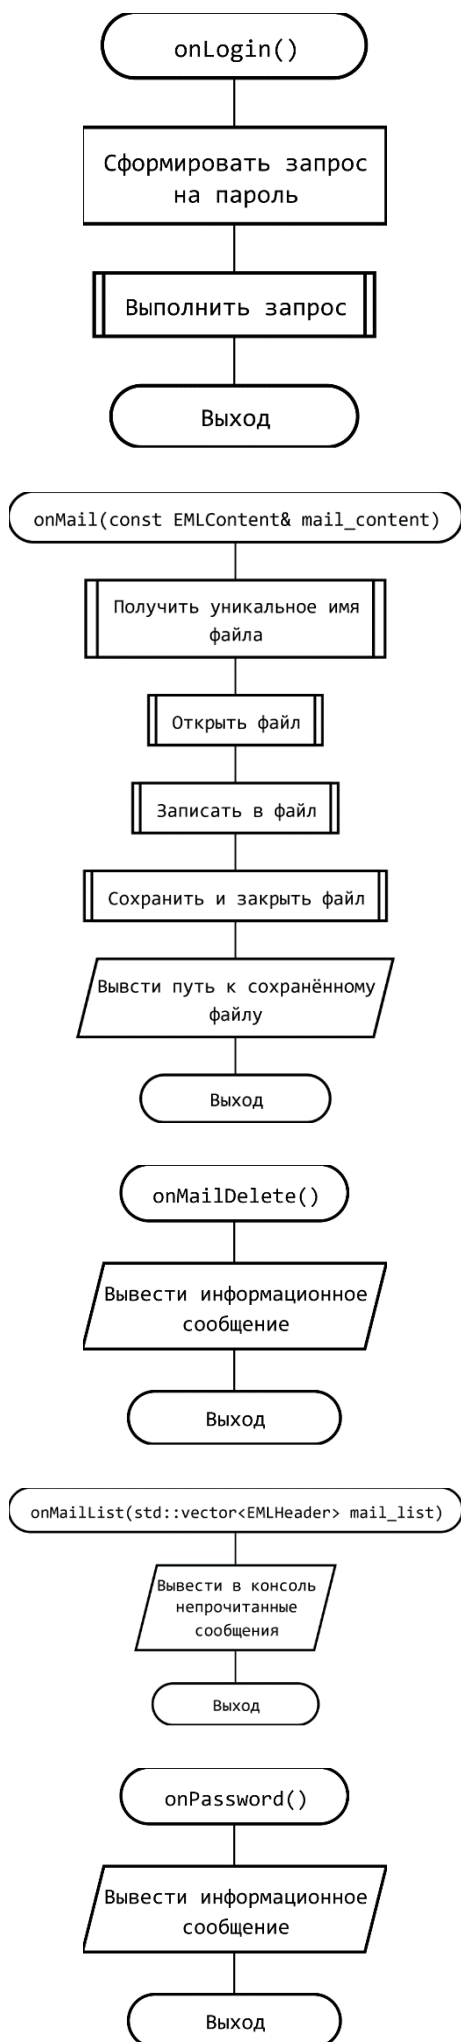 onLogin()
Сформировать запрос
на пароль
Выполнить запрос
Выход
onMail(const EMLContent& mail_content)
Получить уникальное имя
файла
Открыть файл
Записать в файл
Сохранить и закрыть файл
Вывсти путь к сохранённому
файлу
Выход
onMailDelete()
Вывести информационное
сообщение
Выход
onMailList(std::vector<EMLHeader> mail_list)
Вывести в консоль
непрочитанные
сообщения
Выход
onPassword()
Вывести информационное
сообщение
Выход